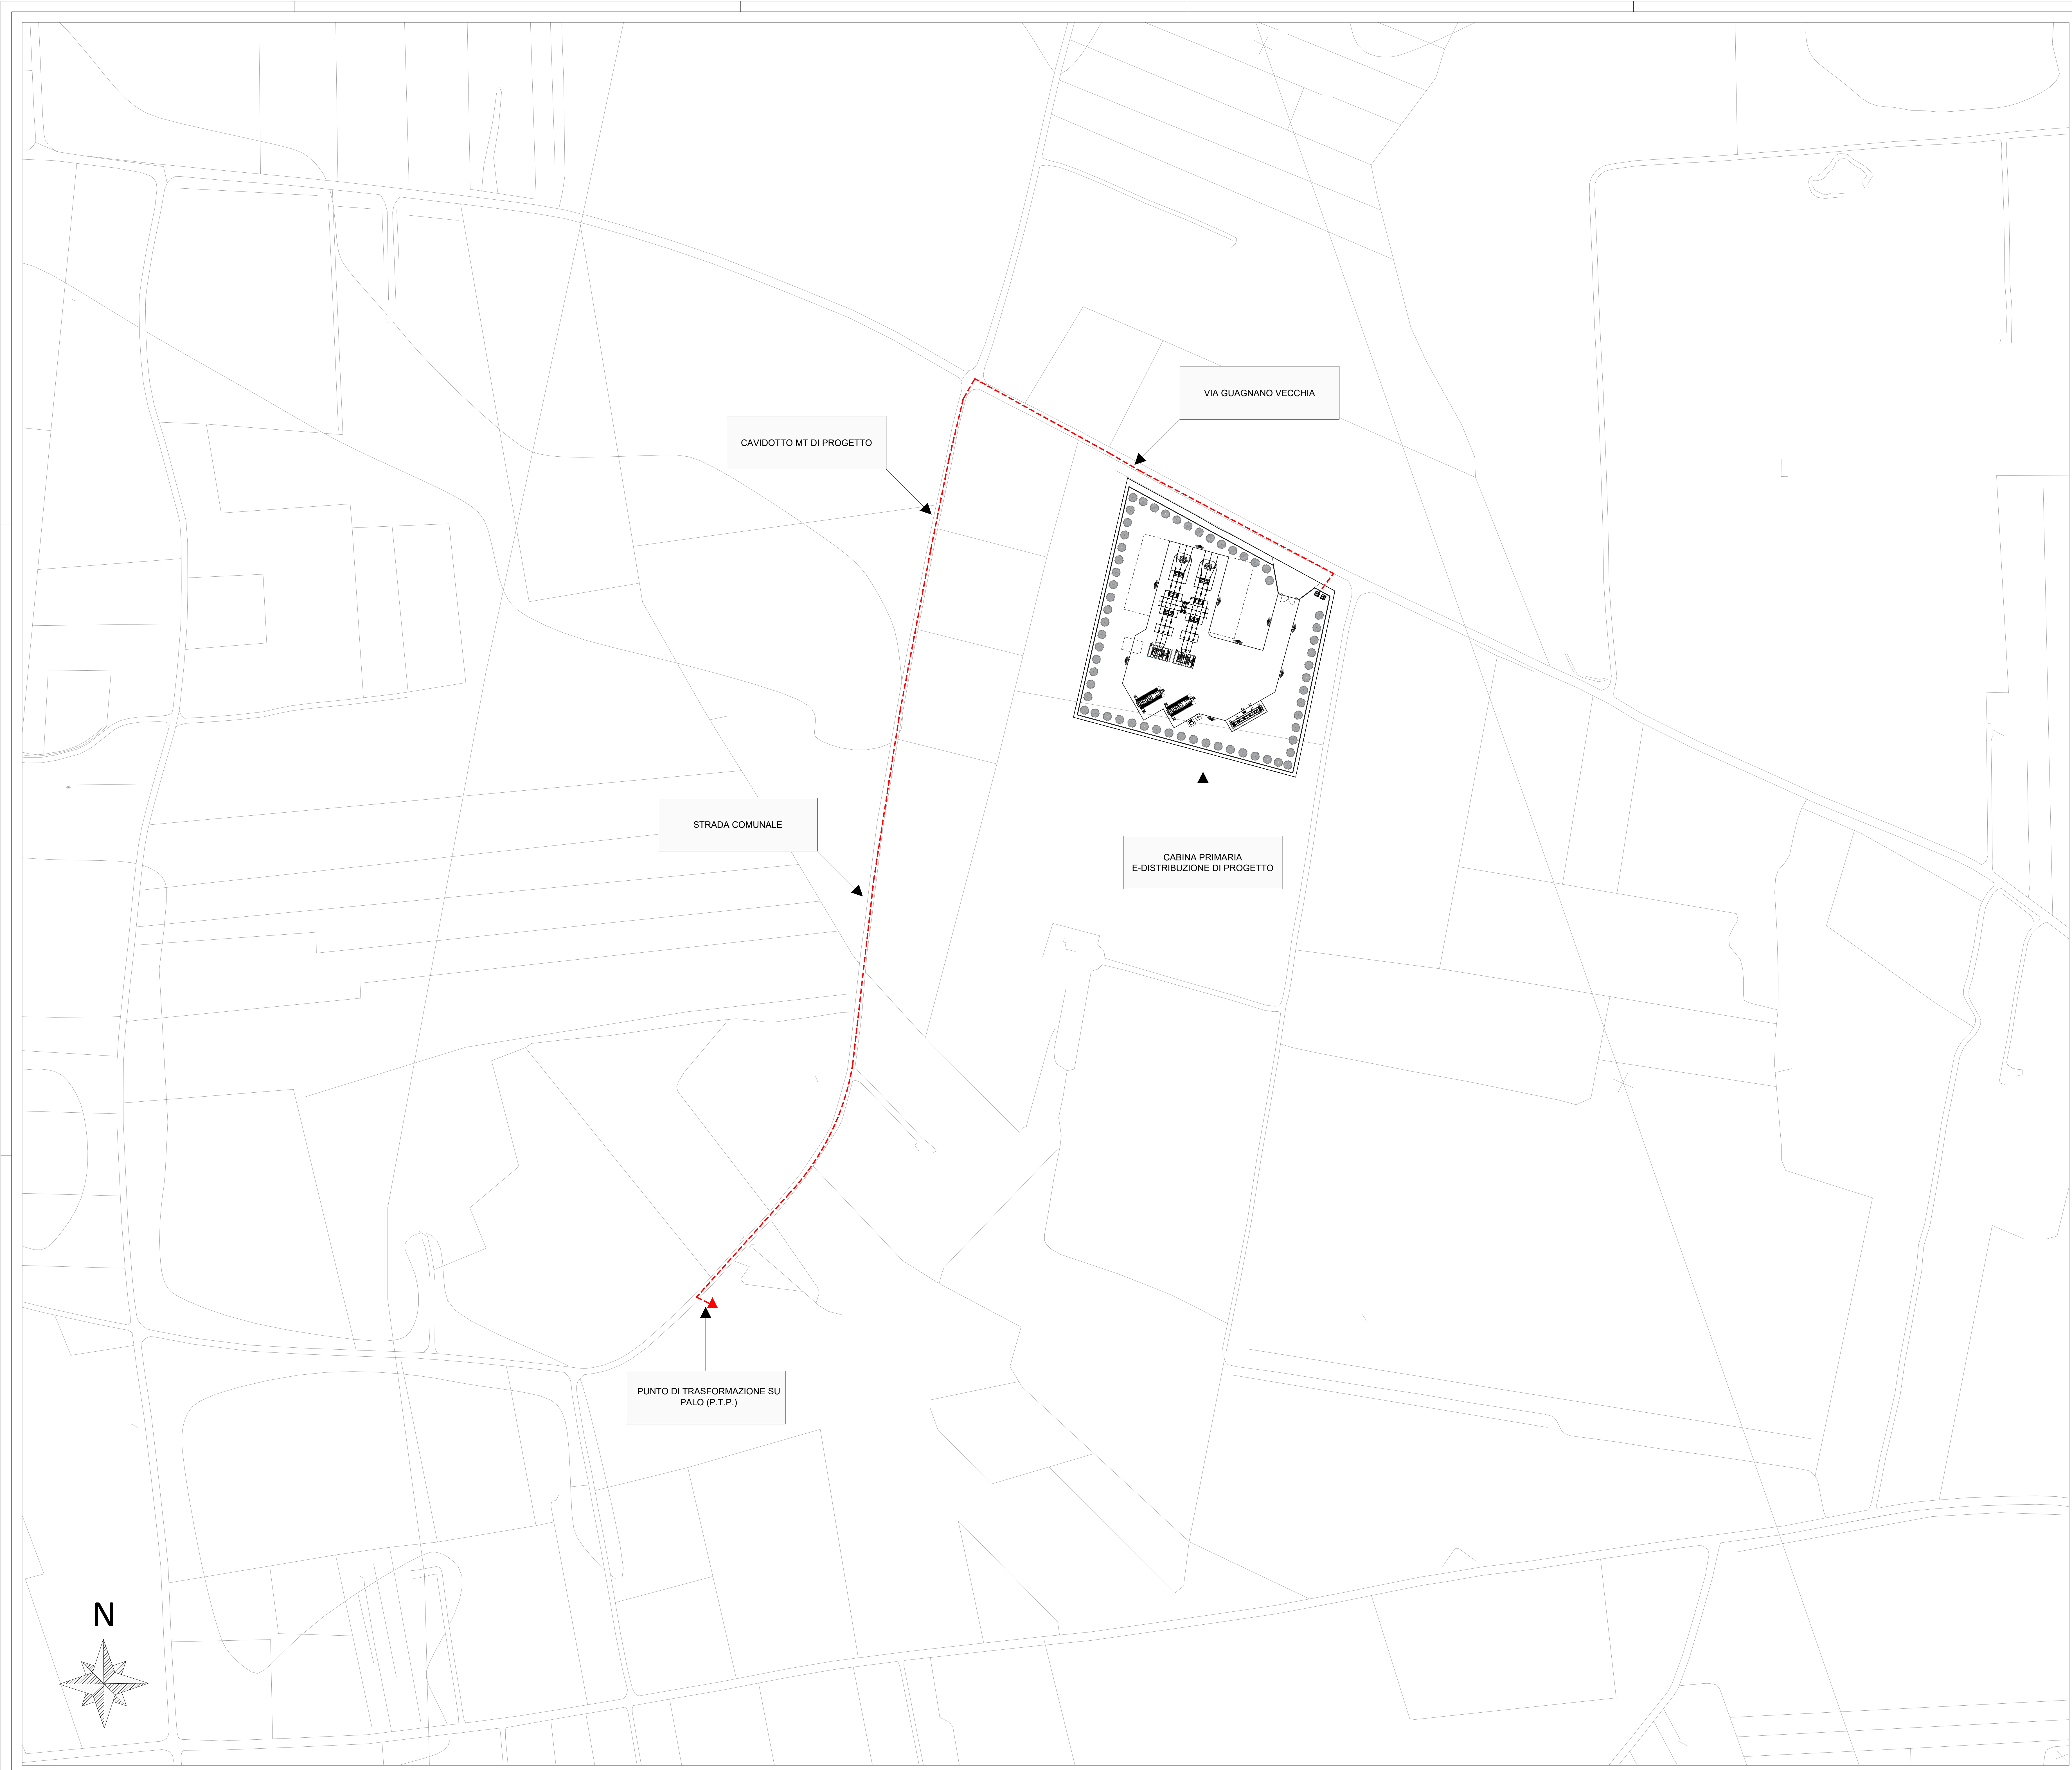 VIA GUAGNANO VECCHIA
CAVIDOTTO MT DI PROGETTO
STRADA COMUNALE
CABINA PRIMARIA
E-DISTRIBUZIONE DI PROGETTO
PUNTO DI TRASFORMAZIONE SU
PALO (P.T.P.)
N